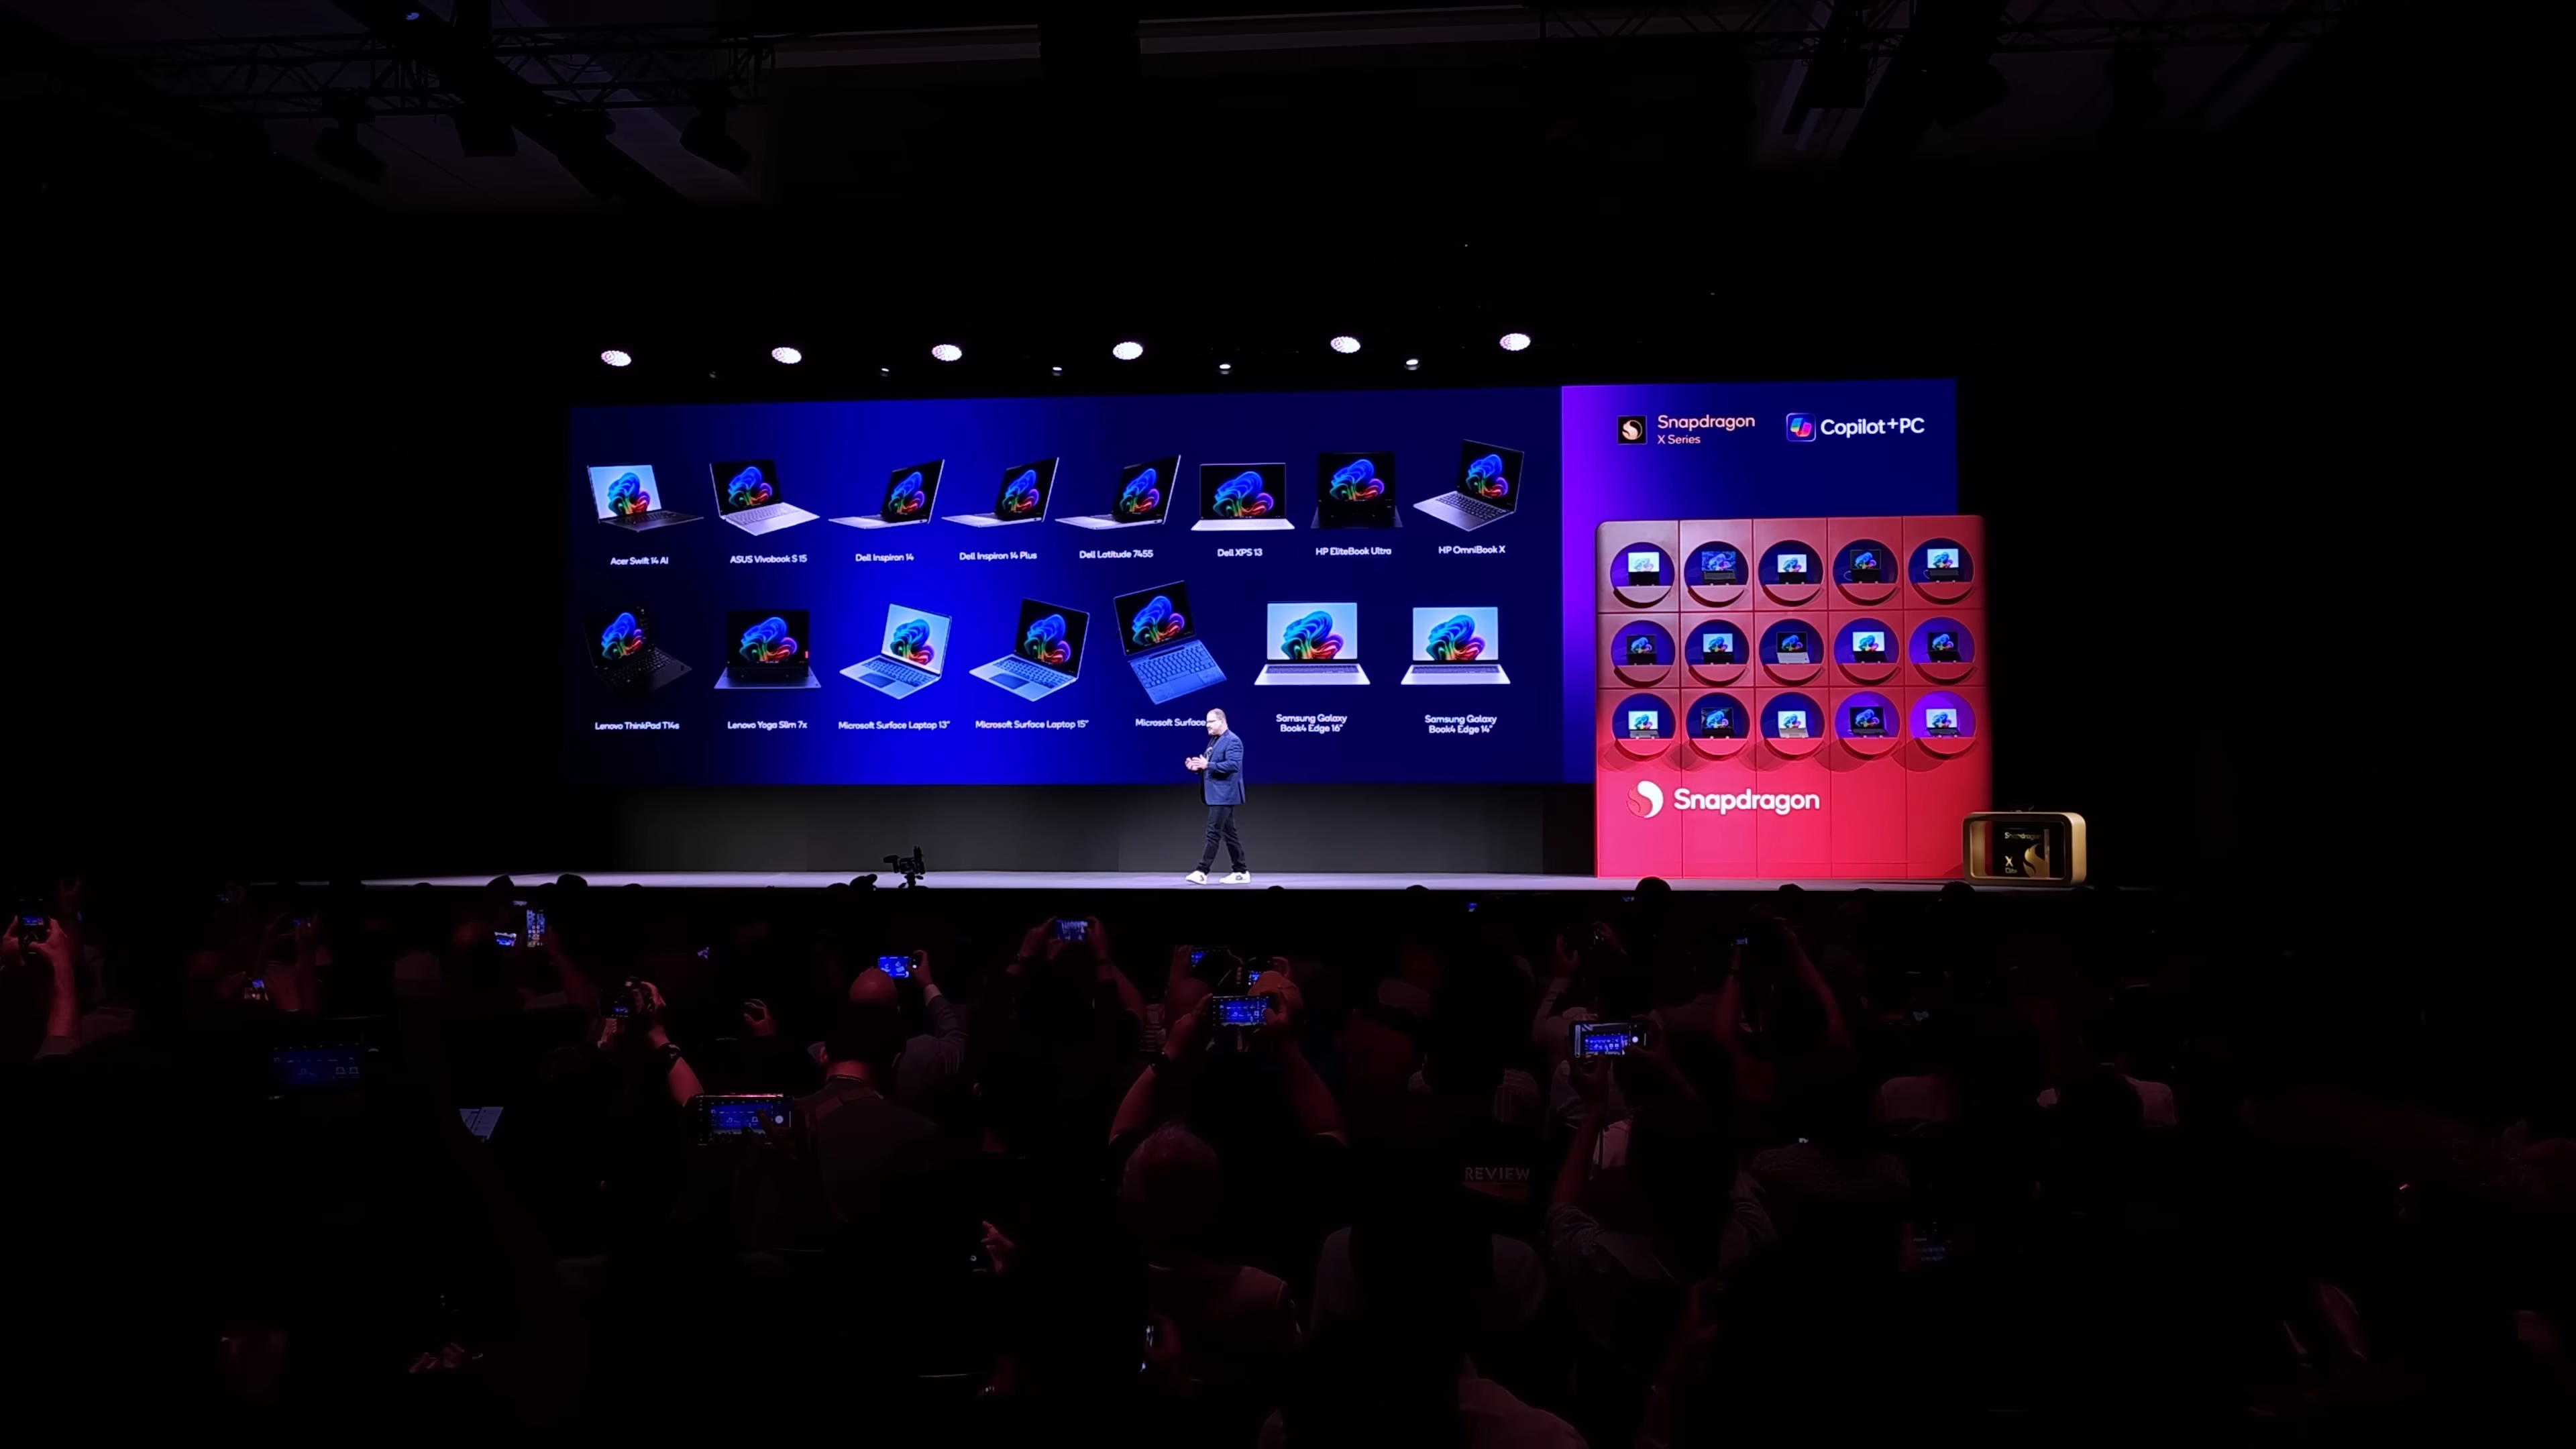 Snapdragon
X Series
Copilot+PC
Acer Swift 14 AI
ASUS Vivobook S 15
Dell Inspiron 14
Dell Inspiron 14 Plus
Dell Latitude 7455
Dell XPS 13
HP EliteBook Ultra
HP OmniBook X
Lenovo ThinkPad T14s
Lenovo Yoga Slim 7x
Microsoft Surface Laptop 13"
Microsoft Surface Laptop 15"
Microsoft Surface
Samsung Galaxy
Book4 Edge 16"
Samsung Galaxy
Book4 Edge 14"
Snapdragon
Snapdragon
X
Elite
REVIEW